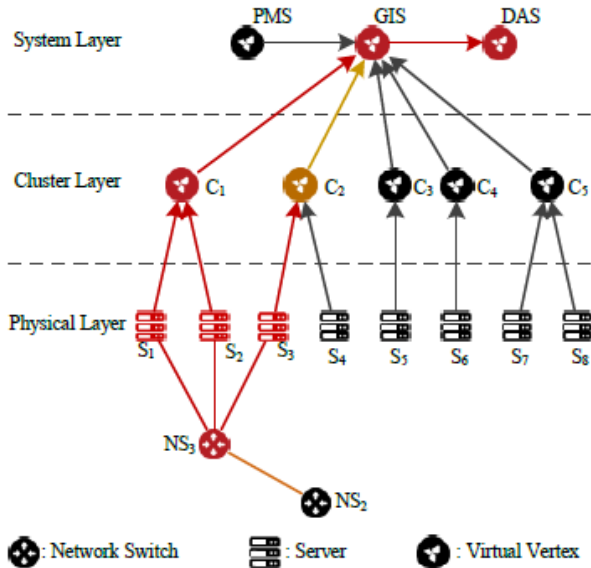 PMS GIS DAS
System Layer
Cluster Layer C1 C2 C3 C4 C5
Physical Layer
S1 S2 S3 S4 S5 S6 S7 S8
NS3
NS2
: Network Switch : Server : Virtual Vertex